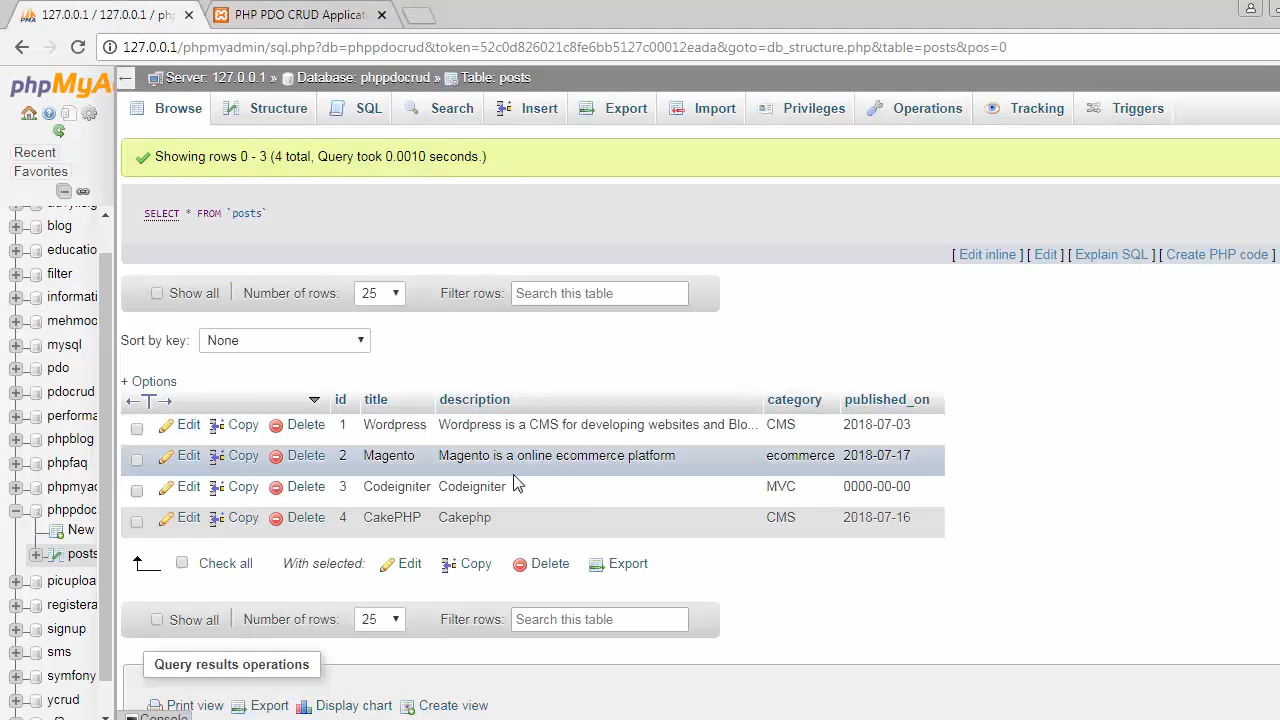 127.0.0.1 / 127.0.0.1 / ph
PHP PDO CRUD Applicat
127.0.0.1/phpmyadmin/sql.php?db=phppdocrud&token=52c0d826021c8fe6bb5127c00012eada&goto=db_structure.php&table=posts&pos=0
phpMyA
Server: 127.0.0.1 » Database: phppdocrud » Table: posts
Browse Structure SQL Search Insert Export Import Privileges Operations Tracking Triggers
Recent
Favorites
Showing rows 0 - 3 (4 total, Query took 0.0010 seconds.)
SELECT * FROM `posts`
[ Edit inline ] [ Edit ] [ Explain SQL ] [ Create PHP code ]
Show all Number of rows: 25 Filter rows: Search this table
Sort by key: None
+ Options
id title description category published_on
Edit Copy Delete 1 Wordpress Wordpress is a CMS for developing websites and Blo... CMS 2018-07-03
Edit Copy Delete 2 Magento Magento is a online ecommerce platform ecommerce 2018-07-17
Edit Copy Delete 3 Codeigniter Codeigniter MVC 0000-00-00
Edit Copy Delete 4 CakePHP Cakephp CMS 2018-07-16
Check all With selected: Edit Copy Delete Export
Show all Number of rows: 25 Filter rows: Search this table
Query results operations
Print view Export Display chart Create view
Console
blog
educatio
filter
informati
mehmoo
mysql
pdo
pdocrud
performa
phpblog
phpfaq
phpmya
phppdoc
New
posts
picuploa
registera
signup
sms
symfony
ycrud